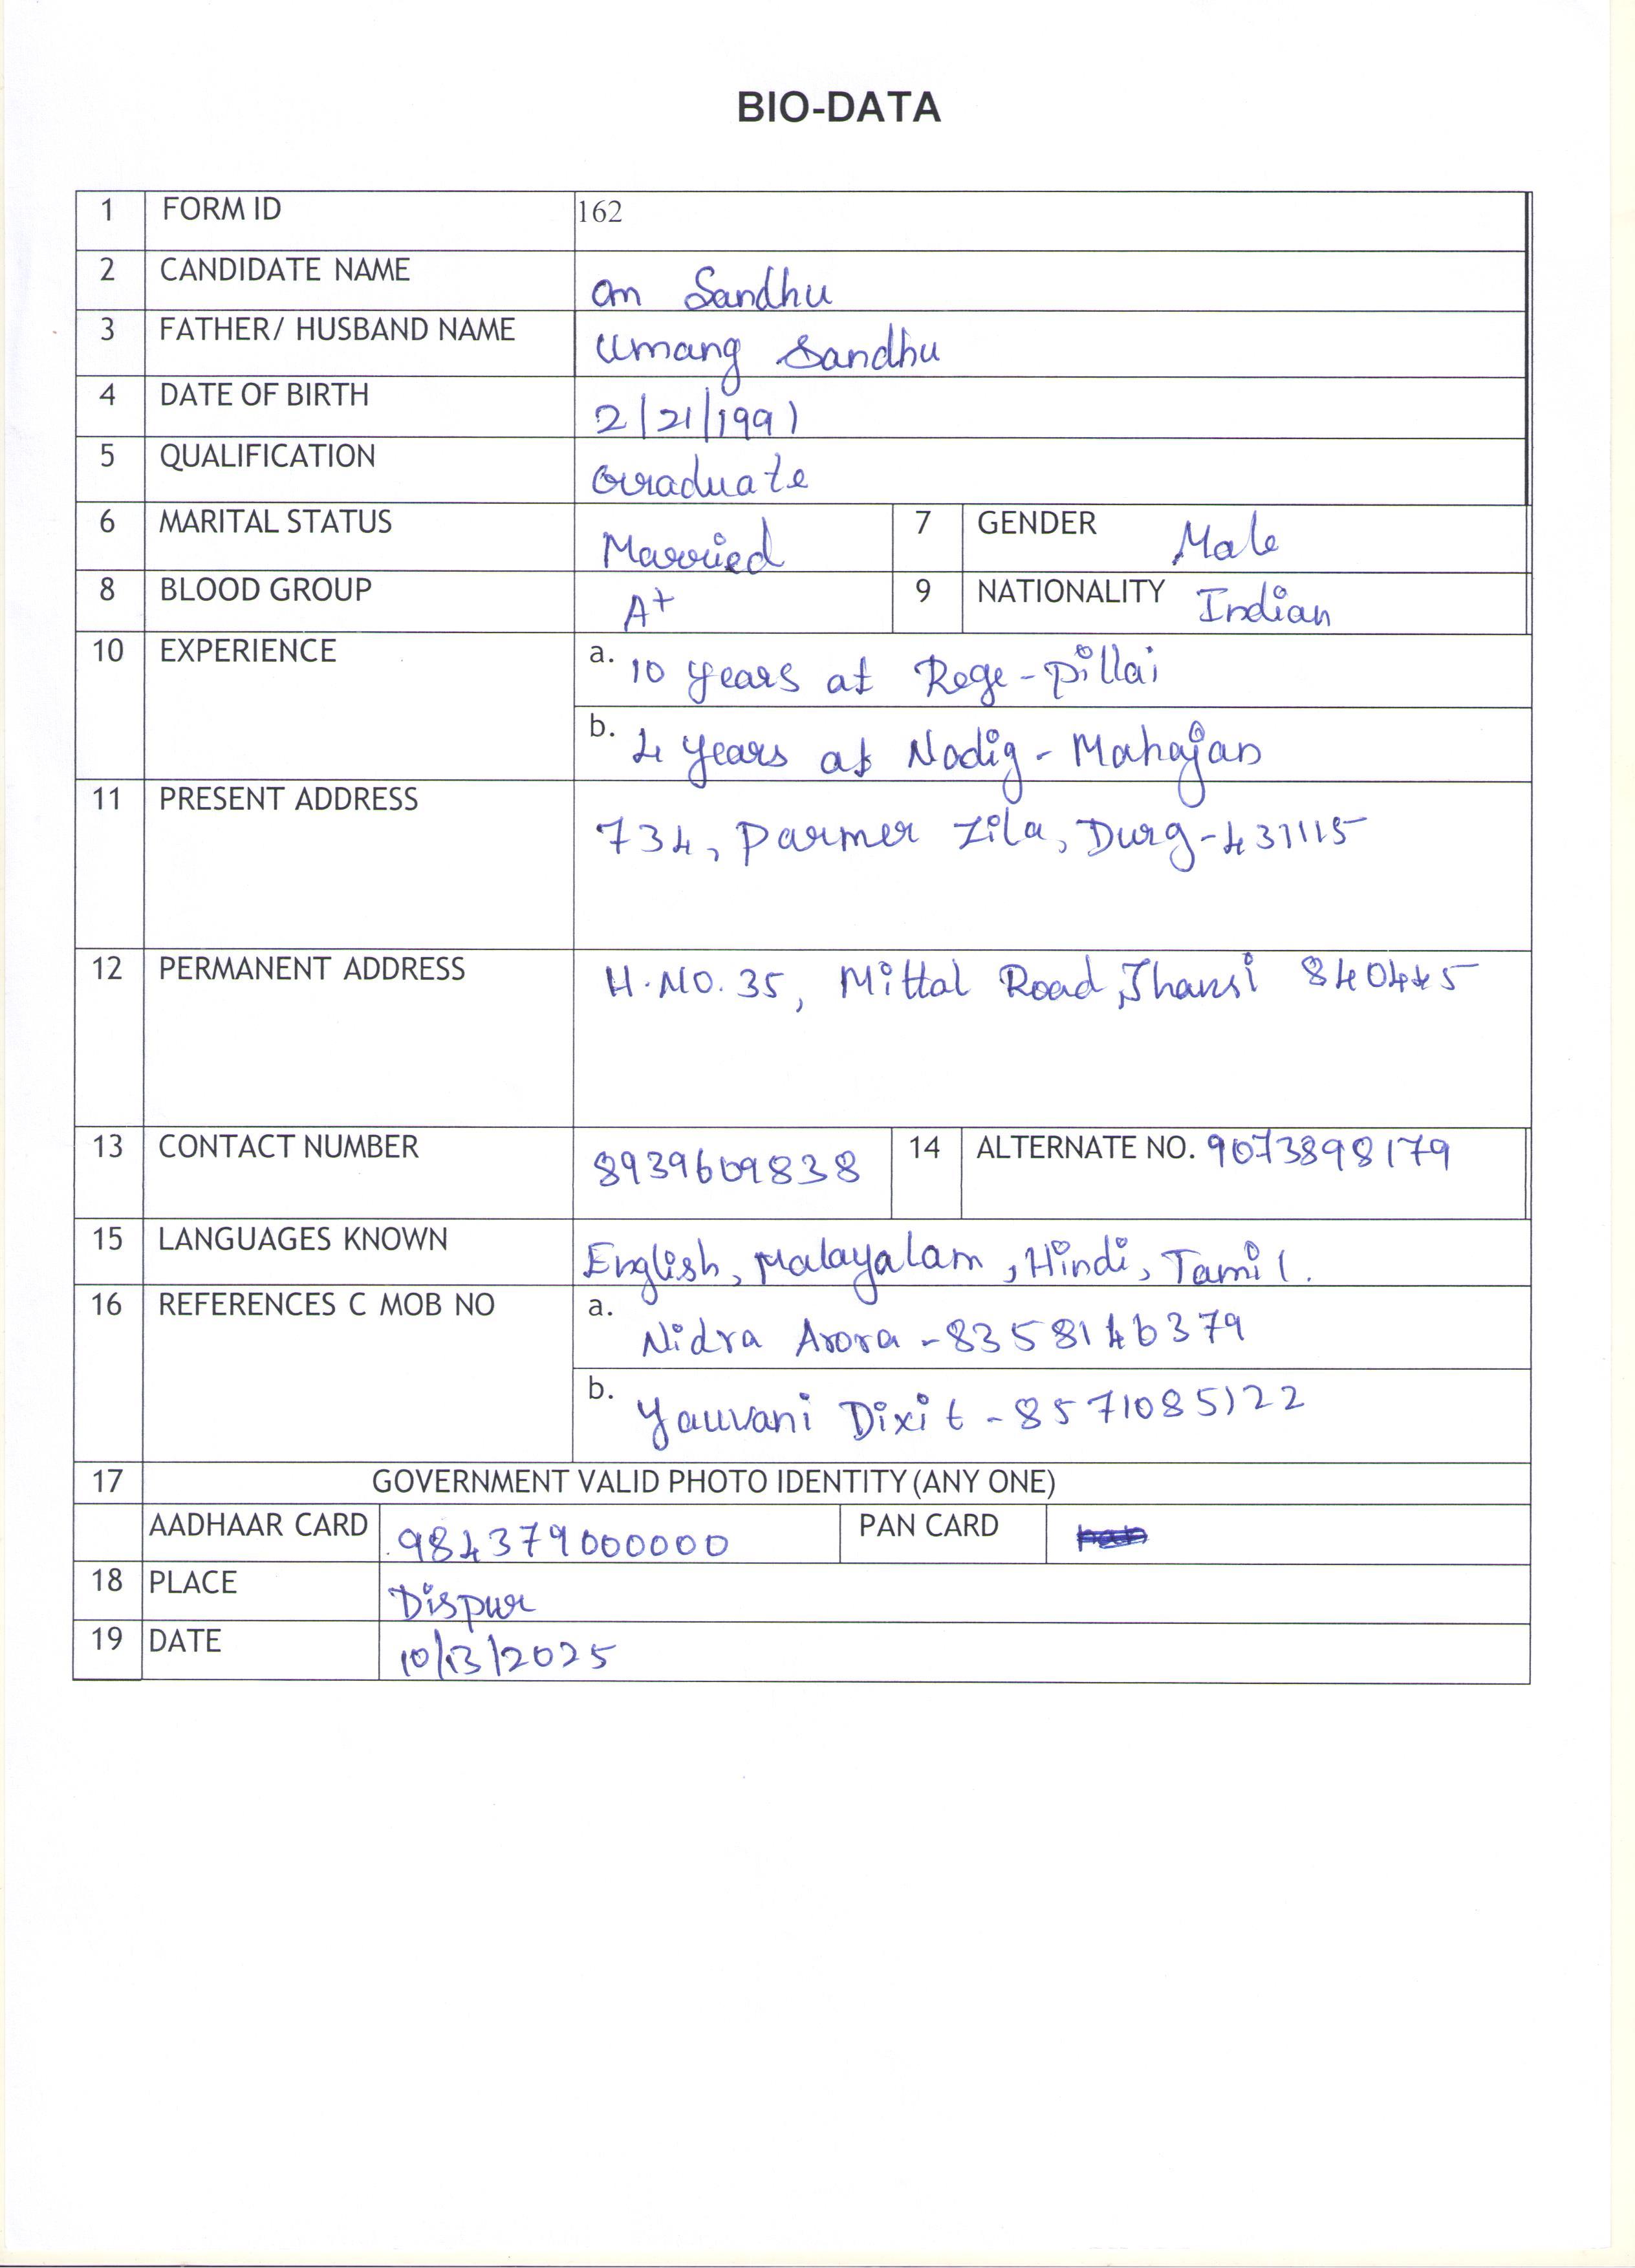 BIO-DATA
1 FORM ID 162
2 CANDIDATE NAME Om Sandhu
3 FATHER/ HUSBAND NAME Umang Sandhu
4 DATE OF BIRTH 2/21/1991
5 QUALIFICATION Graduate
6 MARITAL STATUS Married 7 GENDER Male
8 BLOOD GROUP A+ 9 NATIONALITY Indian
10 EXPERIENCE a. 10 years at Rege-Pillai
b. 4 years at Nadig-Mahajan
11 PRESENT ADDRESS 734, Parmer Zila, Durg-431115
12 PERMANENT ADDRESS H.NO. 35, Mittal Road, Jhansi 840445
13 CONTACT NUMBER 8939609838 14 ALTERNATE NO. 9073898179
15 LANGUAGES KNOWN English, Malayalam, Hindi, Tamil.
16 REFERENCES C MOB NO a. Nidra Arora - 8358146379
b. Yauvani Dixit - 8571085122
17 GOVERNMENT VALID PHOTO IDENTITY (ANY ONE)
AADHAAR CARD 984379000000 PAN CARD
18 PLACE Dispur
19 DATE 10/13/2025